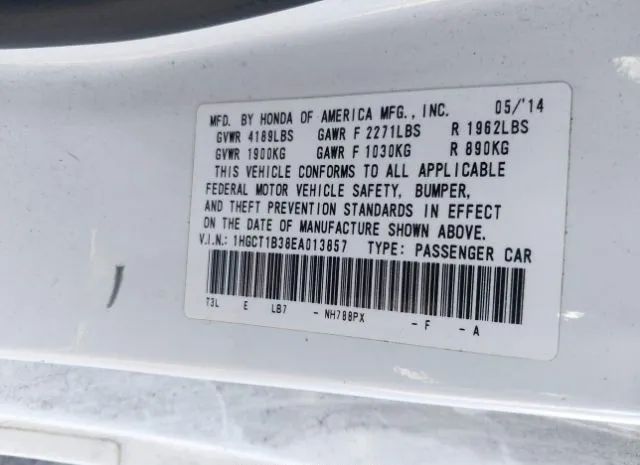 MFD. BY HONDA OF AMERICA MFG., INC. 05/'14
GVWR 4189LBS GAWR F 2271LBS R 1962LBS
GVWR 1900KG GAWR F 1030KG R 890KG
THIS VEHICLE CONFORMS TO ALL APPLICABLE
FEDERAL MOTOR VEHICLE SAFETY, BUMPER,
AND THEFT PREVENTION STANDARDS IN EFFECT
ON THE DATE OF MANUFACTURE SHOWN ABOVE.
V.I.N.: 1HGCT1B38EA013857 TYPE: PASSENGER CAR
T3L E LB7 - NH788PX - F - A